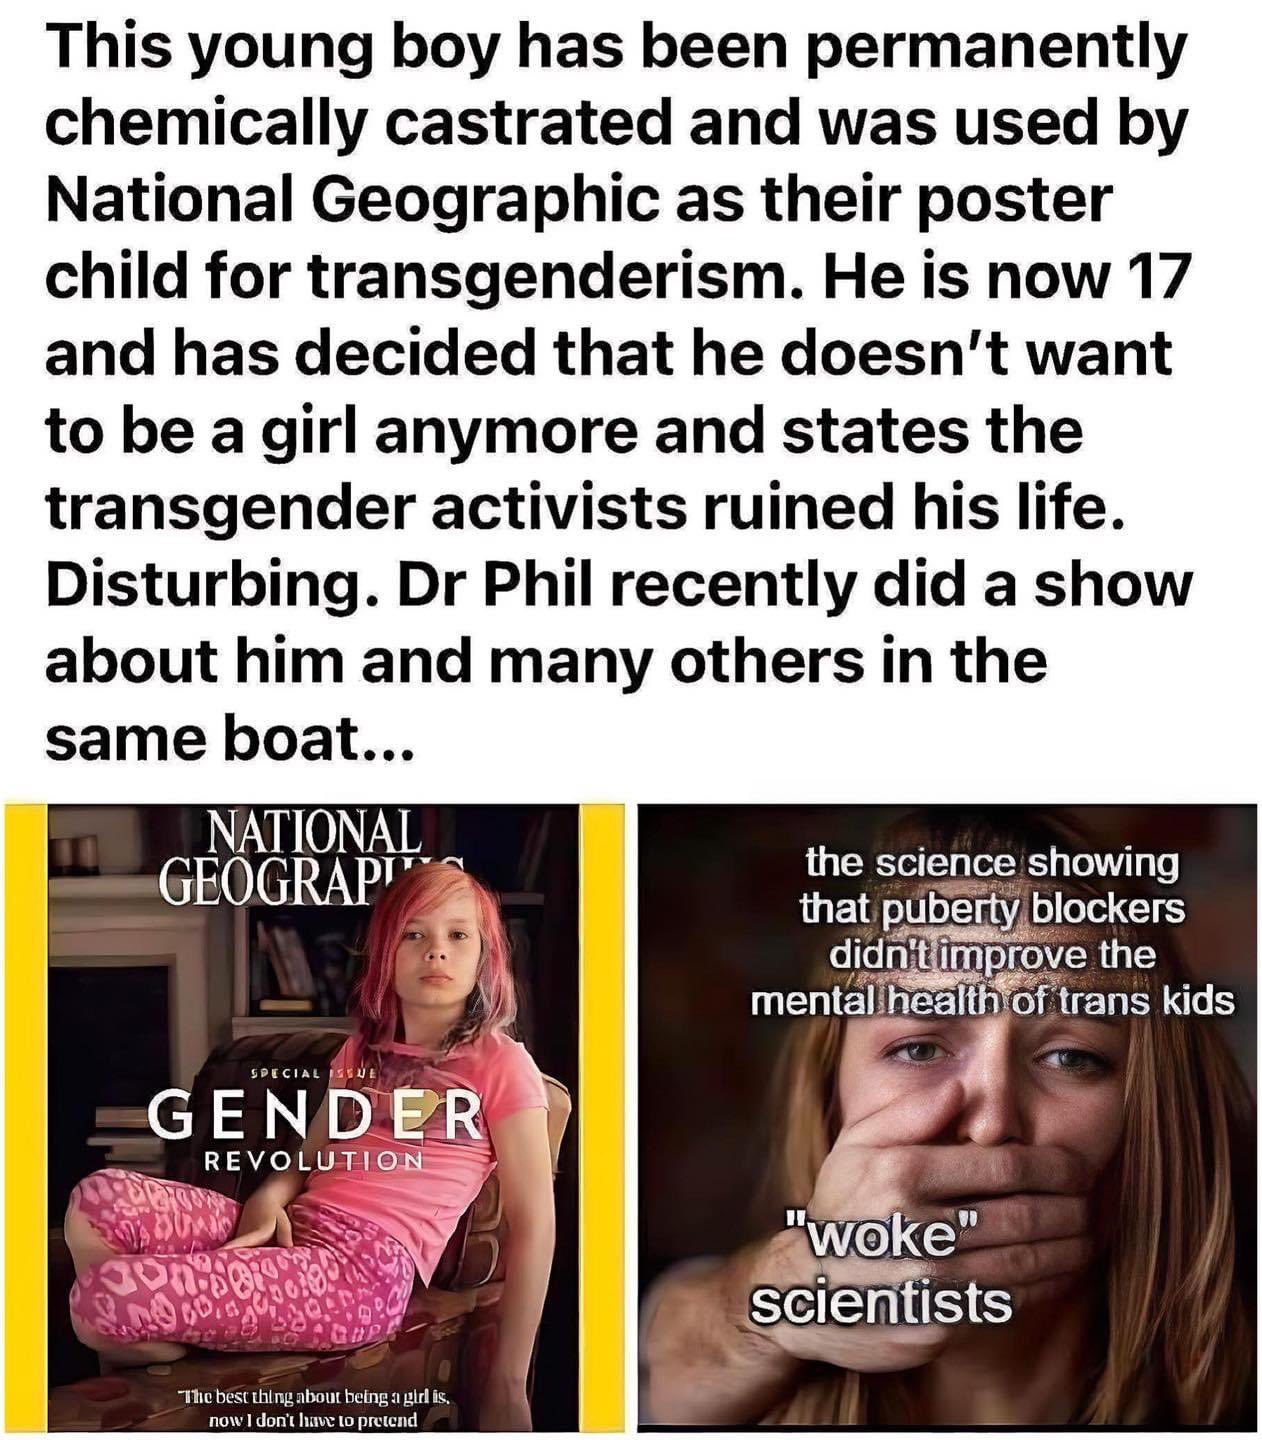 This young boy has been permanently
chemically castrated and was used by
National Geographic as their poster
child for transgenderism. He is now 17
and has decided that he doesn't want
to be a girl anymore and states the
transgender activists ruined his life.
Disturbing. Dr Phil recently did a show
about him and many others in the
same boat...
NATIONAL
GEOGRAPHIC
SPECIAL ISSUE
GENDER
REVOLUTION
"The best thing about being a girl is,
now I don't have to pretend
the science showing
that puberty blockers
didn't improve the
mental health of trans kids
"woke"
scientists